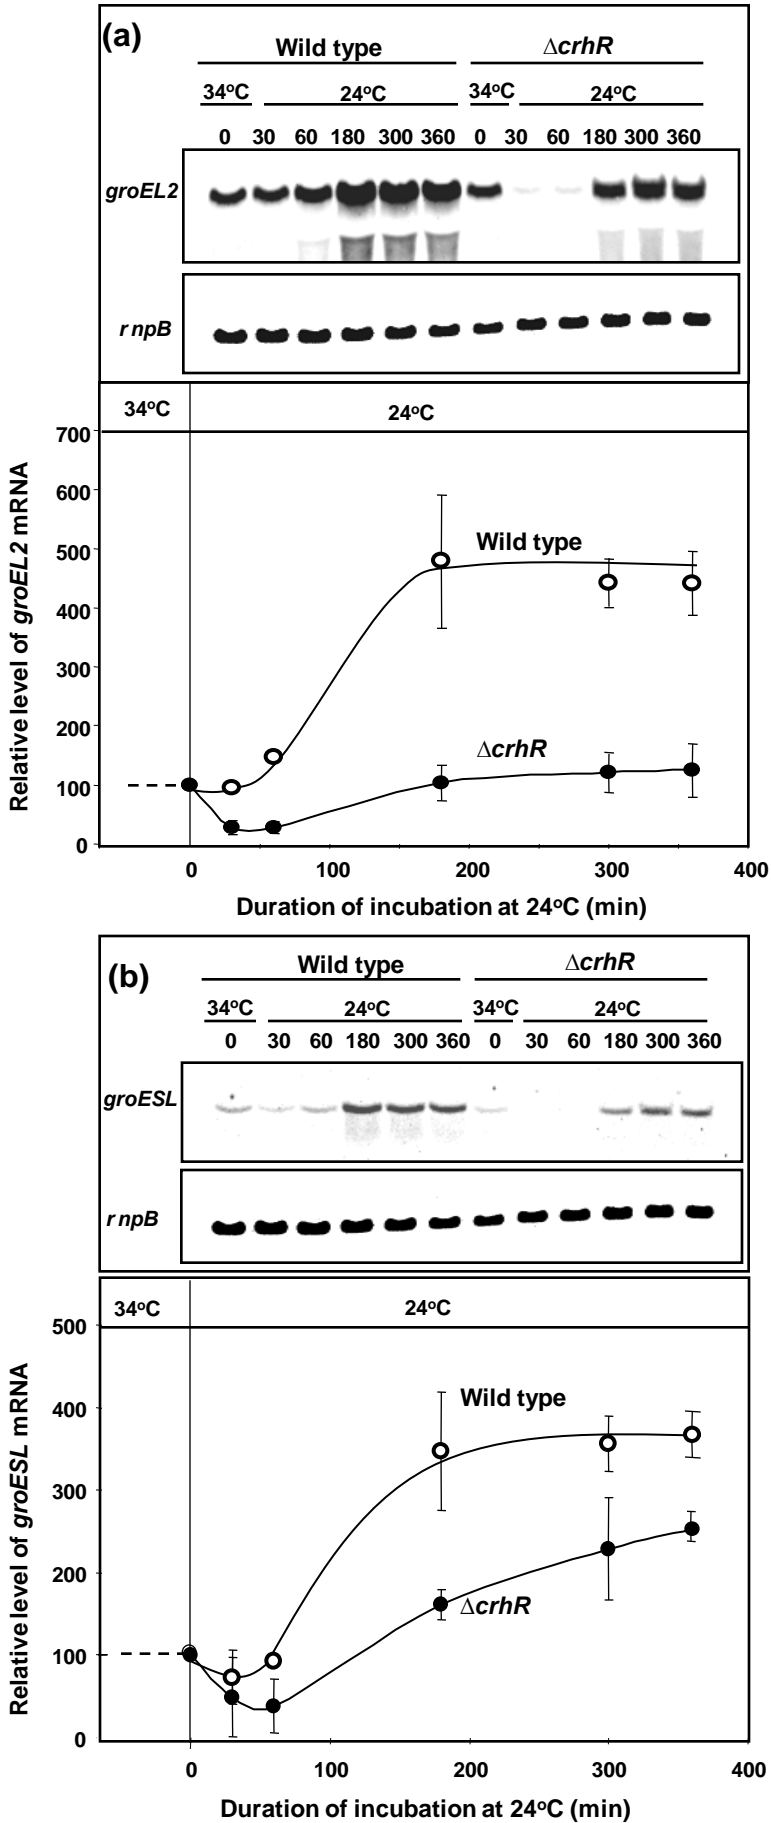 (a)
Wild type ΔcrhR
34°C 24°C 34°C 24°C
0 30 60 180 300 360 0 30 60 180 300 360
groEL2
rnpB
34°C 24°C
700
600
500
400
300
200
100
0
Relative level of groEL2 mRNA
Wild type
ΔcrhR
0 100 200 300 400
Duration of incubation at 24°C (min)
(b)
Wild type ΔcrhR
34°C 24°C 34°C 24°C
0 30 60 180 300 360 0 30 60 180 300 360
groESL
rnpB
34°C 24°C
500
400
300
200
100
0
Relative level of groESL mRNA
Wild type
ΔcrhR
0 100 200 300 400
Duration of incubation at 24°C (min)